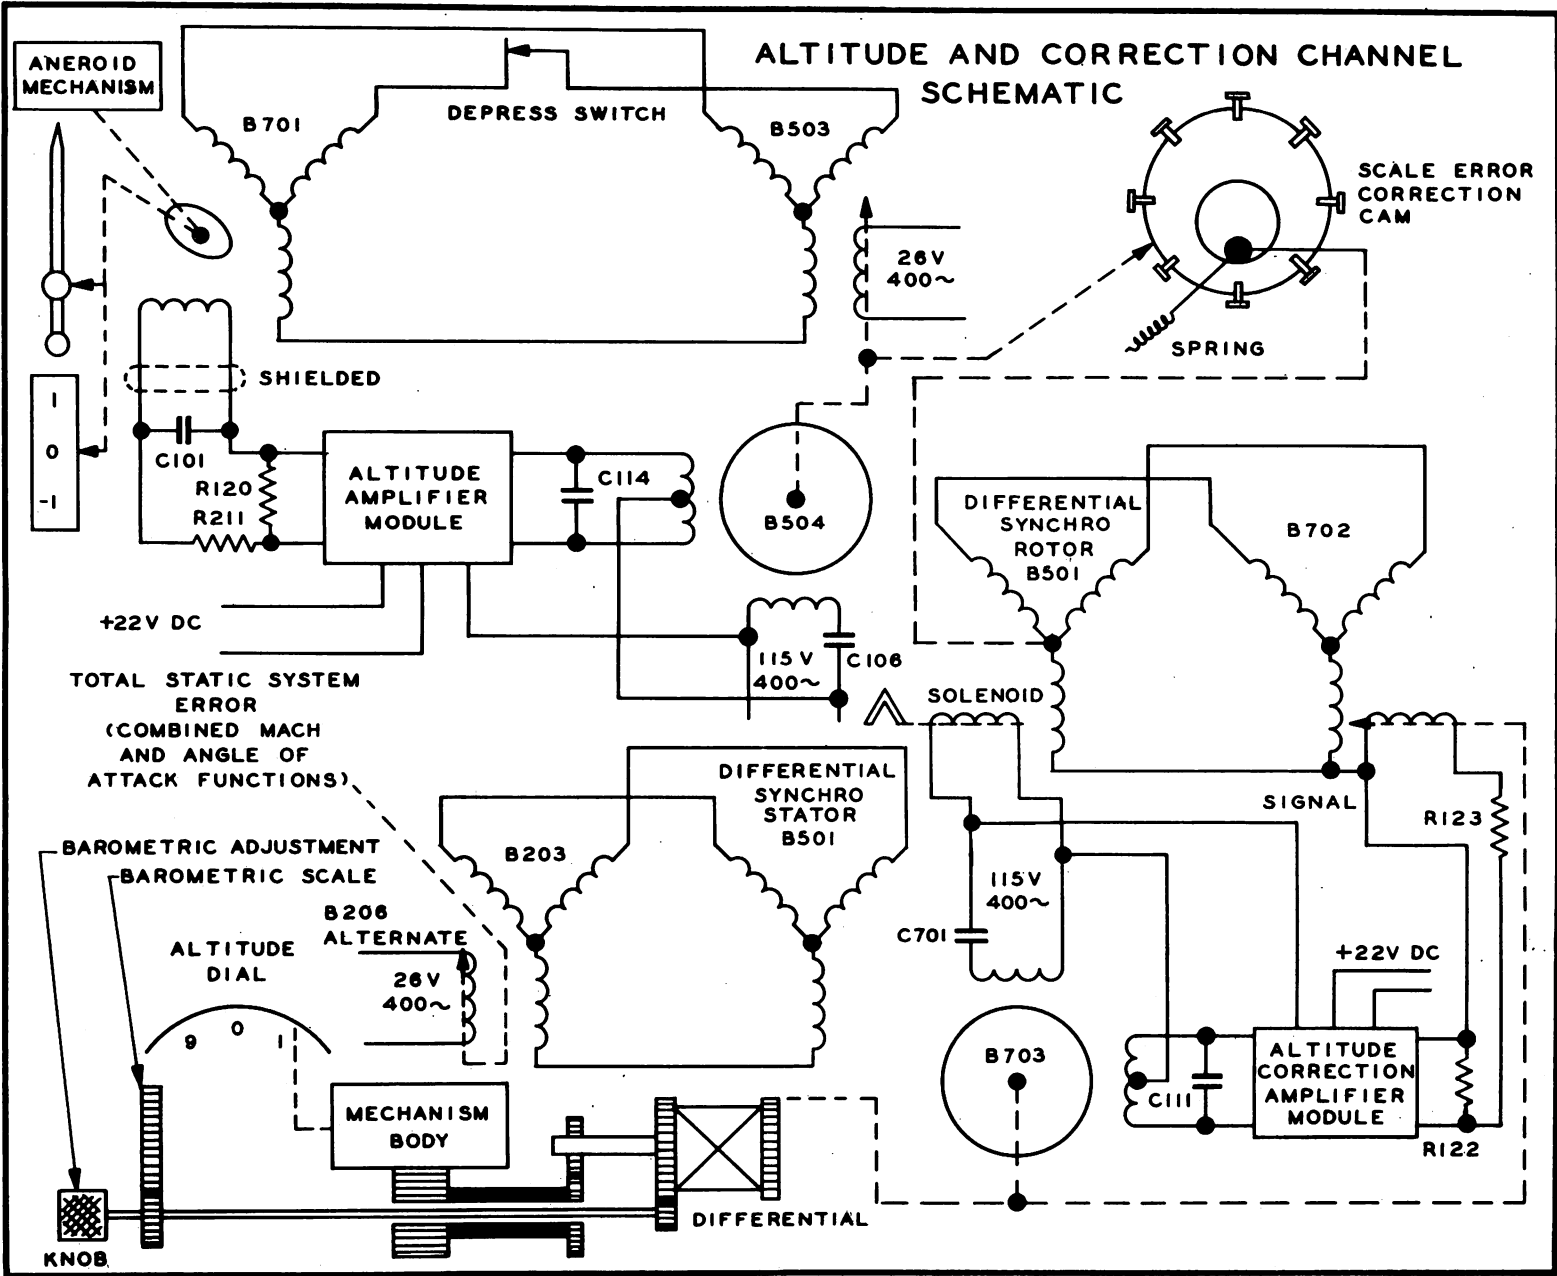 ALTITUDE AND CORRECTION CHANNEL
SCHEMATIC
ANEROID
MECHANISM
B701
DEPRESS SWITCH
B503
26V
400~
SCALE ERROR
CORRECTION
CAM
SPRING
SHIELDED
1
0
-1
C101
R120
R211
ALTITUDE
AMPLIFIER
MODULE
C114
B504
+22V DC
115V
400~
C106
DIFFERENTIAL
SYNCHRO
ROTOR
B501
B702
TOTAL STATIC SYSTEM
ERROR
(COMBINED MACH
AND ANGLE OF
ATTACK FUNCTIONS)
SOLENOID
SIGNAL
R123
DIFFERENTIAL
SYNCHRO
STATOR
B501
B203
BAROMETRIC ADJUSTMENT
BAROMETRIC SCALE
B206
ALTERNATE
26V
400~
ALTITUDE
DIAL
9
0
1
115V
400~
C701
+22V DC
B703
C111
ALTITUDE
CORRECTION
AMPLIFIER
MODULE
R122
MECHANISM
BODY
DIFFERENTIAL
KNOB